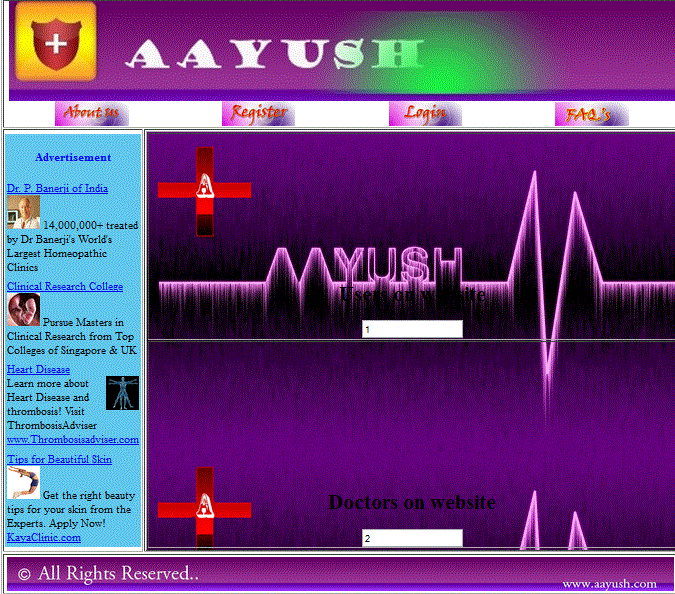 AAYUSH
About us
Register
Login
FAQ's
Advertisement
Dr. P. Banerji of India
14,000,000+ treated
by Dr Banerji's World's
Largest Homeopathic
Clinics
Clinical Research College
Pursue Masters in
Clinical Research from Top
Colleges of Singapore & UK
Heart Disease
Learn more about
Heart Disease and
thrombosis! Visit
ThrombosisAdviser
www.Thrombosisadviser.com
Tips for Beautiful Skin
Get the right beauty
tips for your skin from the
Experts. Apply Now!
KayaClinic.com
A
AAYUSH
Users on website
1
A
Doctors on website
2
© All Rights Reserved..
www.aayush.com